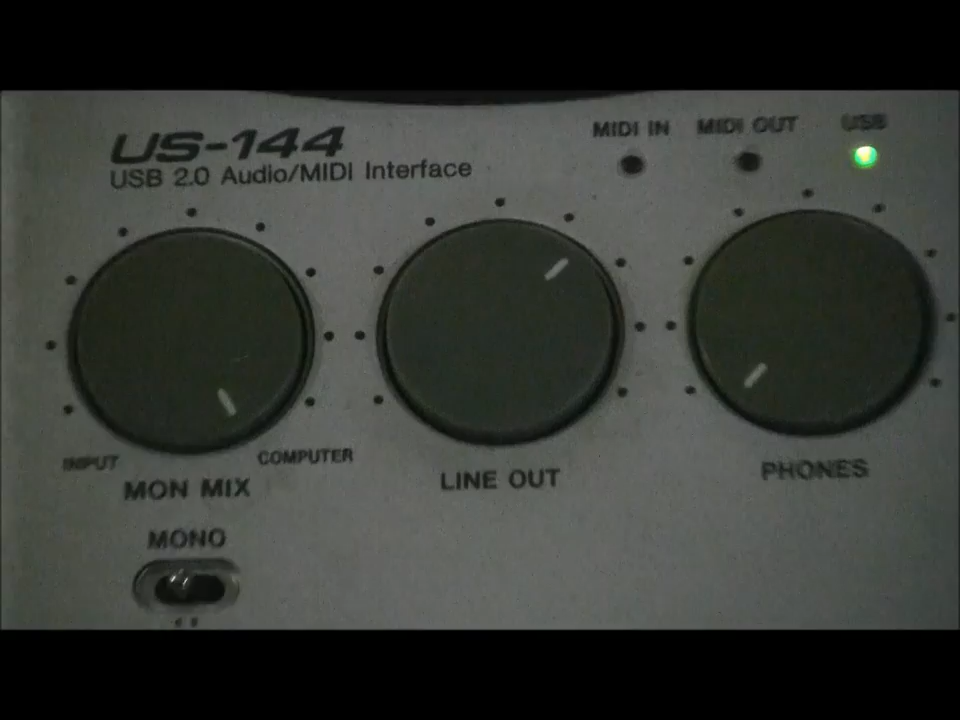 US-144
USB 2.0 Audio/MIDI Interface
MIDI IN
MIDI OUT
USB
INPUT
COMPUTER
MON MIX
LINE OUT
PHONES
MONO